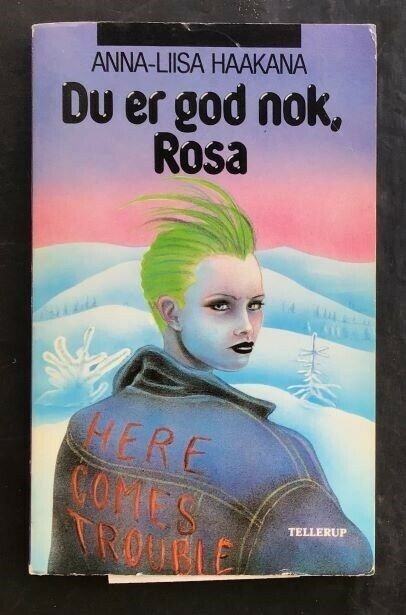 ANNA-LIISA HAAKANA
Du er god nok,
Rosa
HERE
COMES
TROUBLE
TELLERUP